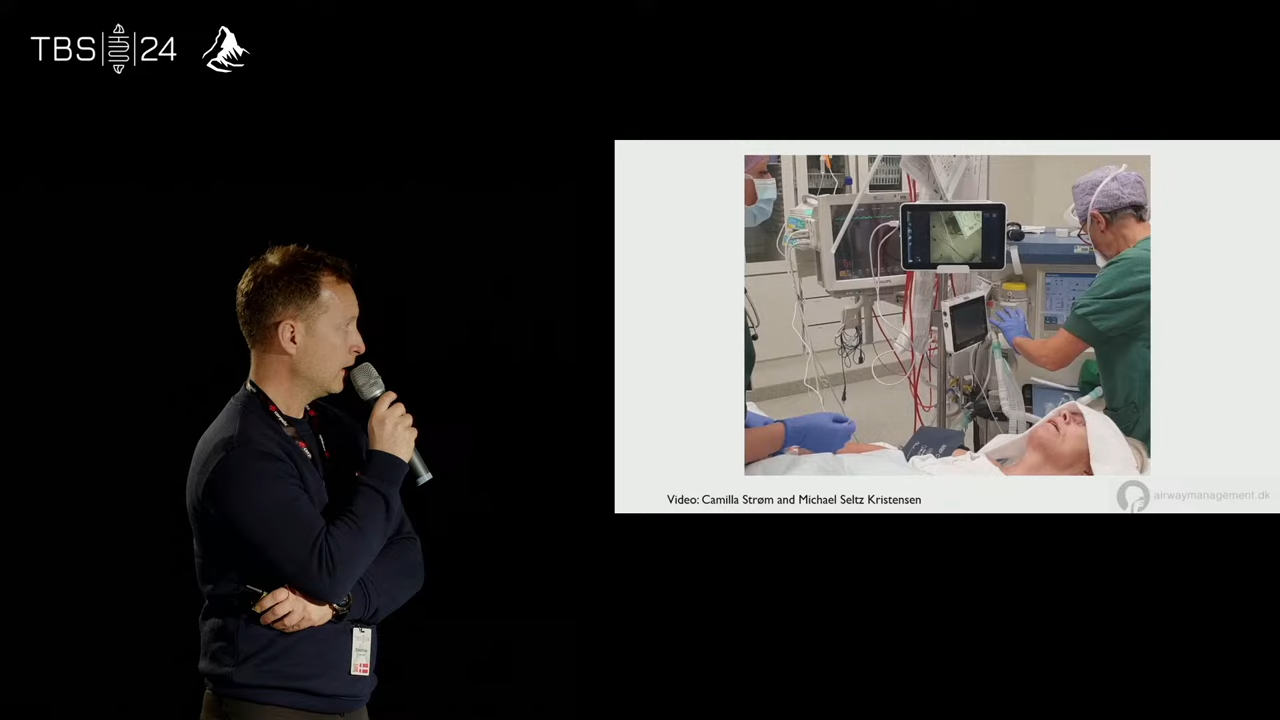 TBS 24
Video: Camilla Strøm and Michael Seltz Kristensen
airwaymanagement.dk